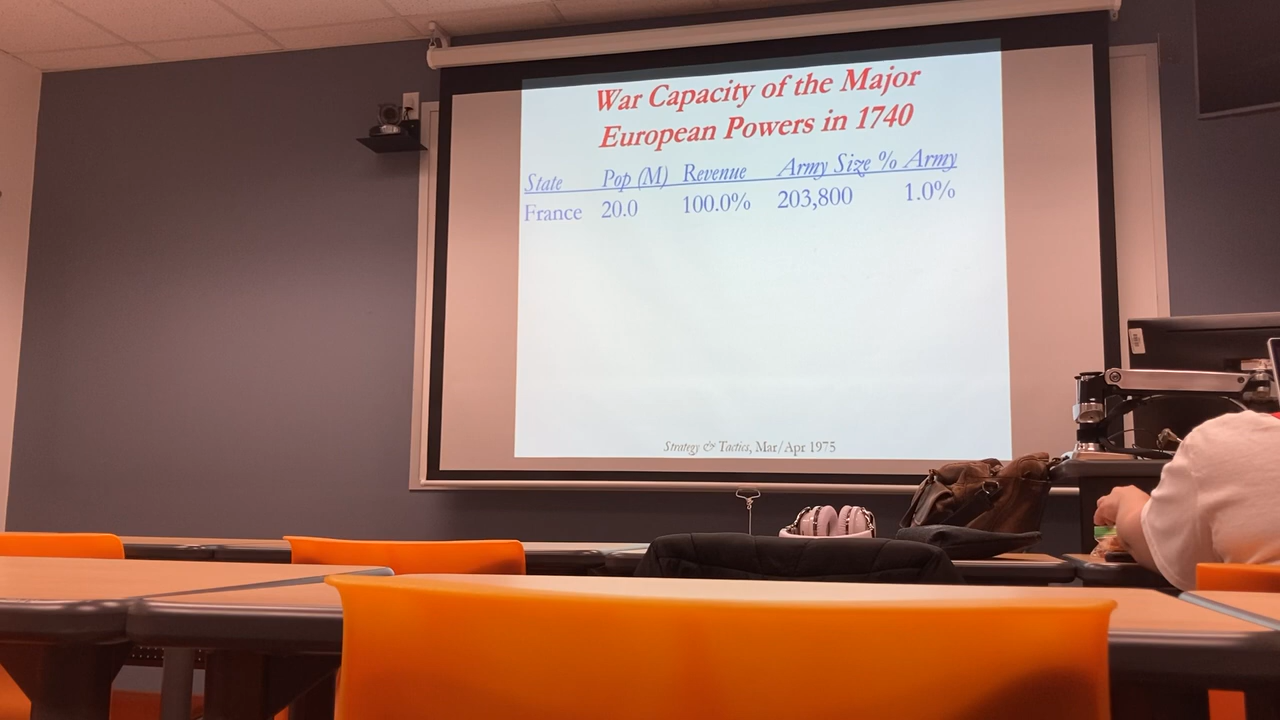 War Capacity of the Major
European Powers in 1740
State Pop (M) Revenue Army Size % Army
France 20.0 100.0% 203,800 1.0%
Strategy & Tactics, Mar/Apr 1975